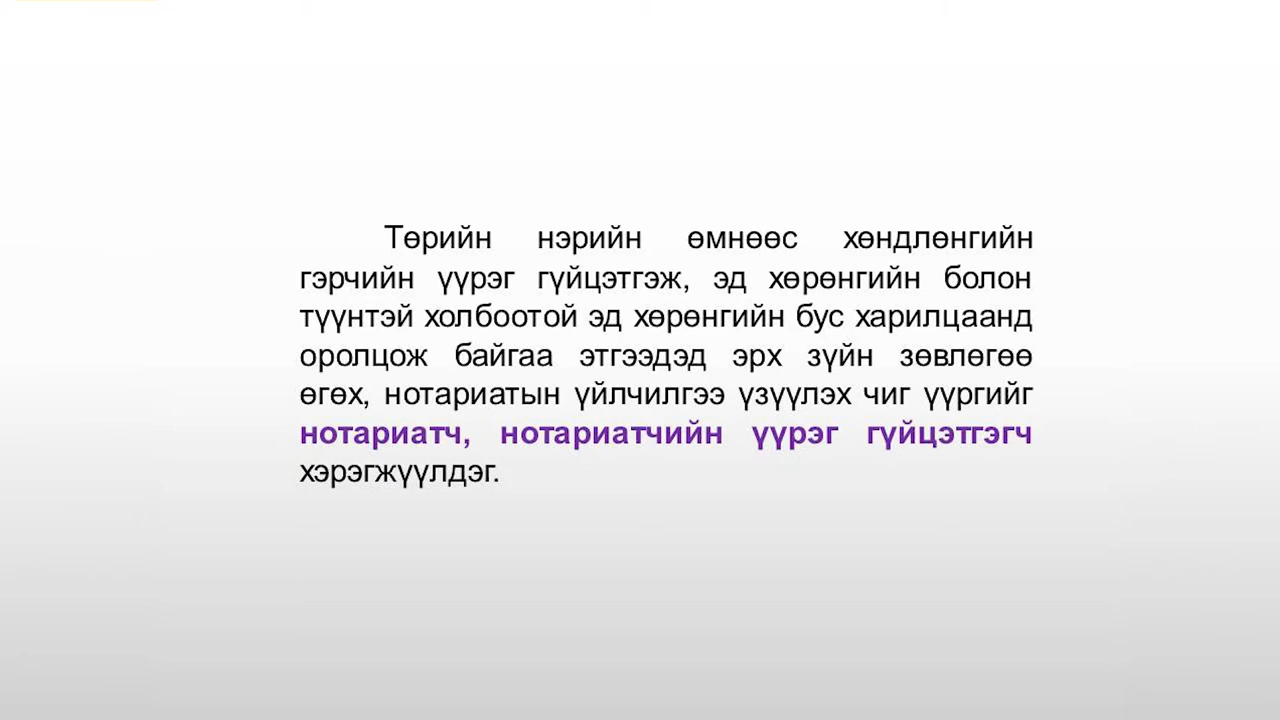 Төрийн нэрийн өмнөөс хөндлөнгийн
гэрчийн үүрэг гүйцэтгэж, эд хөрөнгийн болон
түүнтэй холбоотой эд хөрөнгийн бус харилцаанд
оролцож байгаа этгээдэд эрх зүйн зөвлөгөө
өгөх, нотариатын үйлчилгээ үзүүлэх чиг үүргийг
нотариатч, нотариатчийн үүрэг гүйцэтгэгч
хэрэгжүүлдэг.